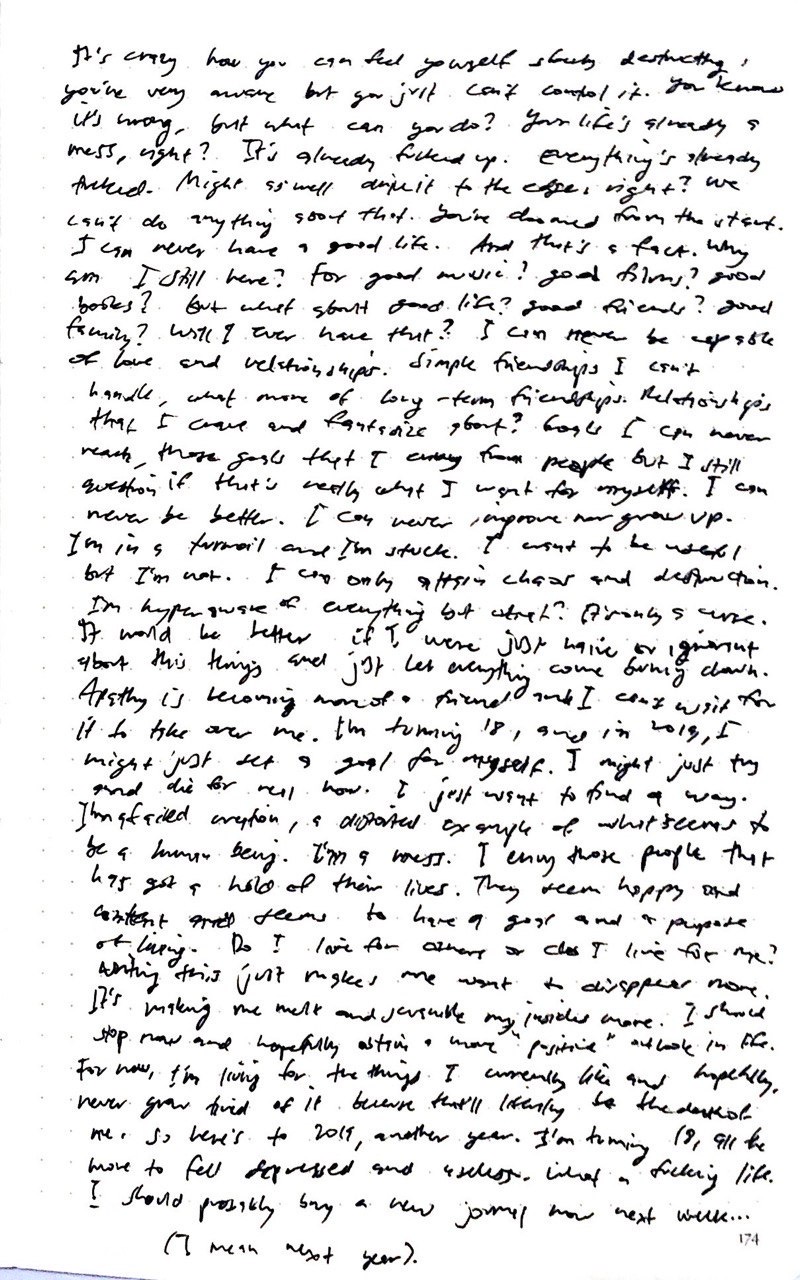 It's crazy how you can feel yourself slowly destructing,
you're very aware but you just can't control it. You know
it's wrong, but what can you do? Your life's already a
mess, right? It's already fucked up. Everything's already
fucked. Might as well drive it to the edge, right? We
can't do anything about that. You're doomed from the start.
I can never have a good life. And that's a fact. Why
am I still here? For good music? good films? good
books? But what about good life? good friends? good
family? Will I ever have that? I can never be capable
of love and relationships. Simple friendships I can't
handle, what more of long-term friendships. Relationships
that I crave and fantasize about? Goals I can never
reach, those goals that I envy from people but I still
question if that's really what I want for myself. I can
never be better. I can never improve nor grow up.
I'm in a turmoil and I'm stuck. I want to be useful
but I'm not. I can only attain chaos and destruction.
I'm hyperaware of everything but what? It's only a curse.
It would be better if I were just naive or ignorant
about this things and just let everything come burning down.
Apathy is becoming more of a friend and I can't wait for
it to take over me. I'm turning 18, and in 2019, I
might just set a goal for myself. I might just try
and die for real now. I just want to find a way.
I'm a failed creation, a distorted example of what seems to
be a human being. I'm a mess. I envy those people that
has got a hold of their lives. They seem happy and
content and seems to have a goal and a purpose
of living. Do I live for others or do I live for me?
Writing this just makes me want to disappear more.
It's making me melt and scramble my insides more. I should
stop now and hopefully attain a more "positive" outlook in life.
For now, I'm living for the things I currently like and hopefully,
never grow tired of it because that'll literally be the death of
me. So here's to 2019, another year. I'm turning 18, all the
more to fell depressed and useless. What a fucking life.
I should probably buy a new journal now next week...
(I mean next year).
174